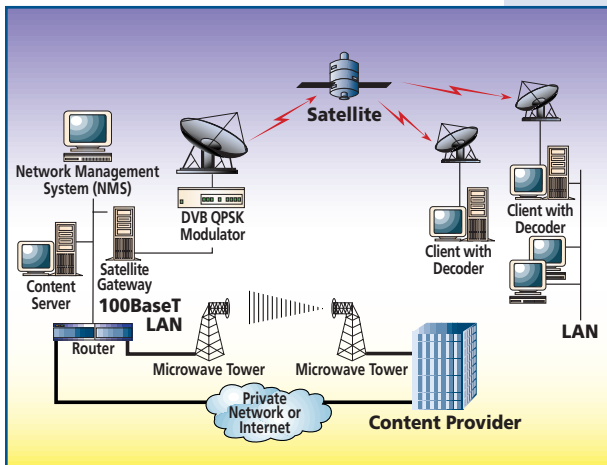 Satellite
Network Management
System (NMS)
DVB QPSK
Modulator
Client with
Decoder
Client with
Decoder
Content
Server
Satellite
Gateway
100BaseT
LAN
Router
Microwave Tower
Microwave Tower
LAN
Private
Network or
Internet
Content Provider